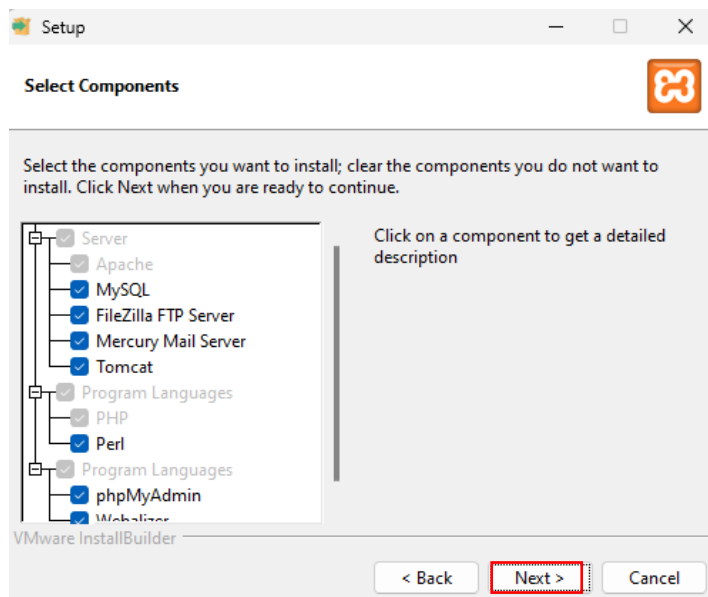 Setup
Select Components
Select the components you want to install; clear the components you do not want to
install. Click Next when you are ready to continue.
Server
Apache
MySQL
FileZilla FTP Server
Mercury Mail Server
Tomcat
Program Languages
PHP
Perl
Program Languages
phpMyAdmin
Webalizer
Click on a component to get a detailed
description
VMware InstallBuilder
< Back
Next >
Cancel